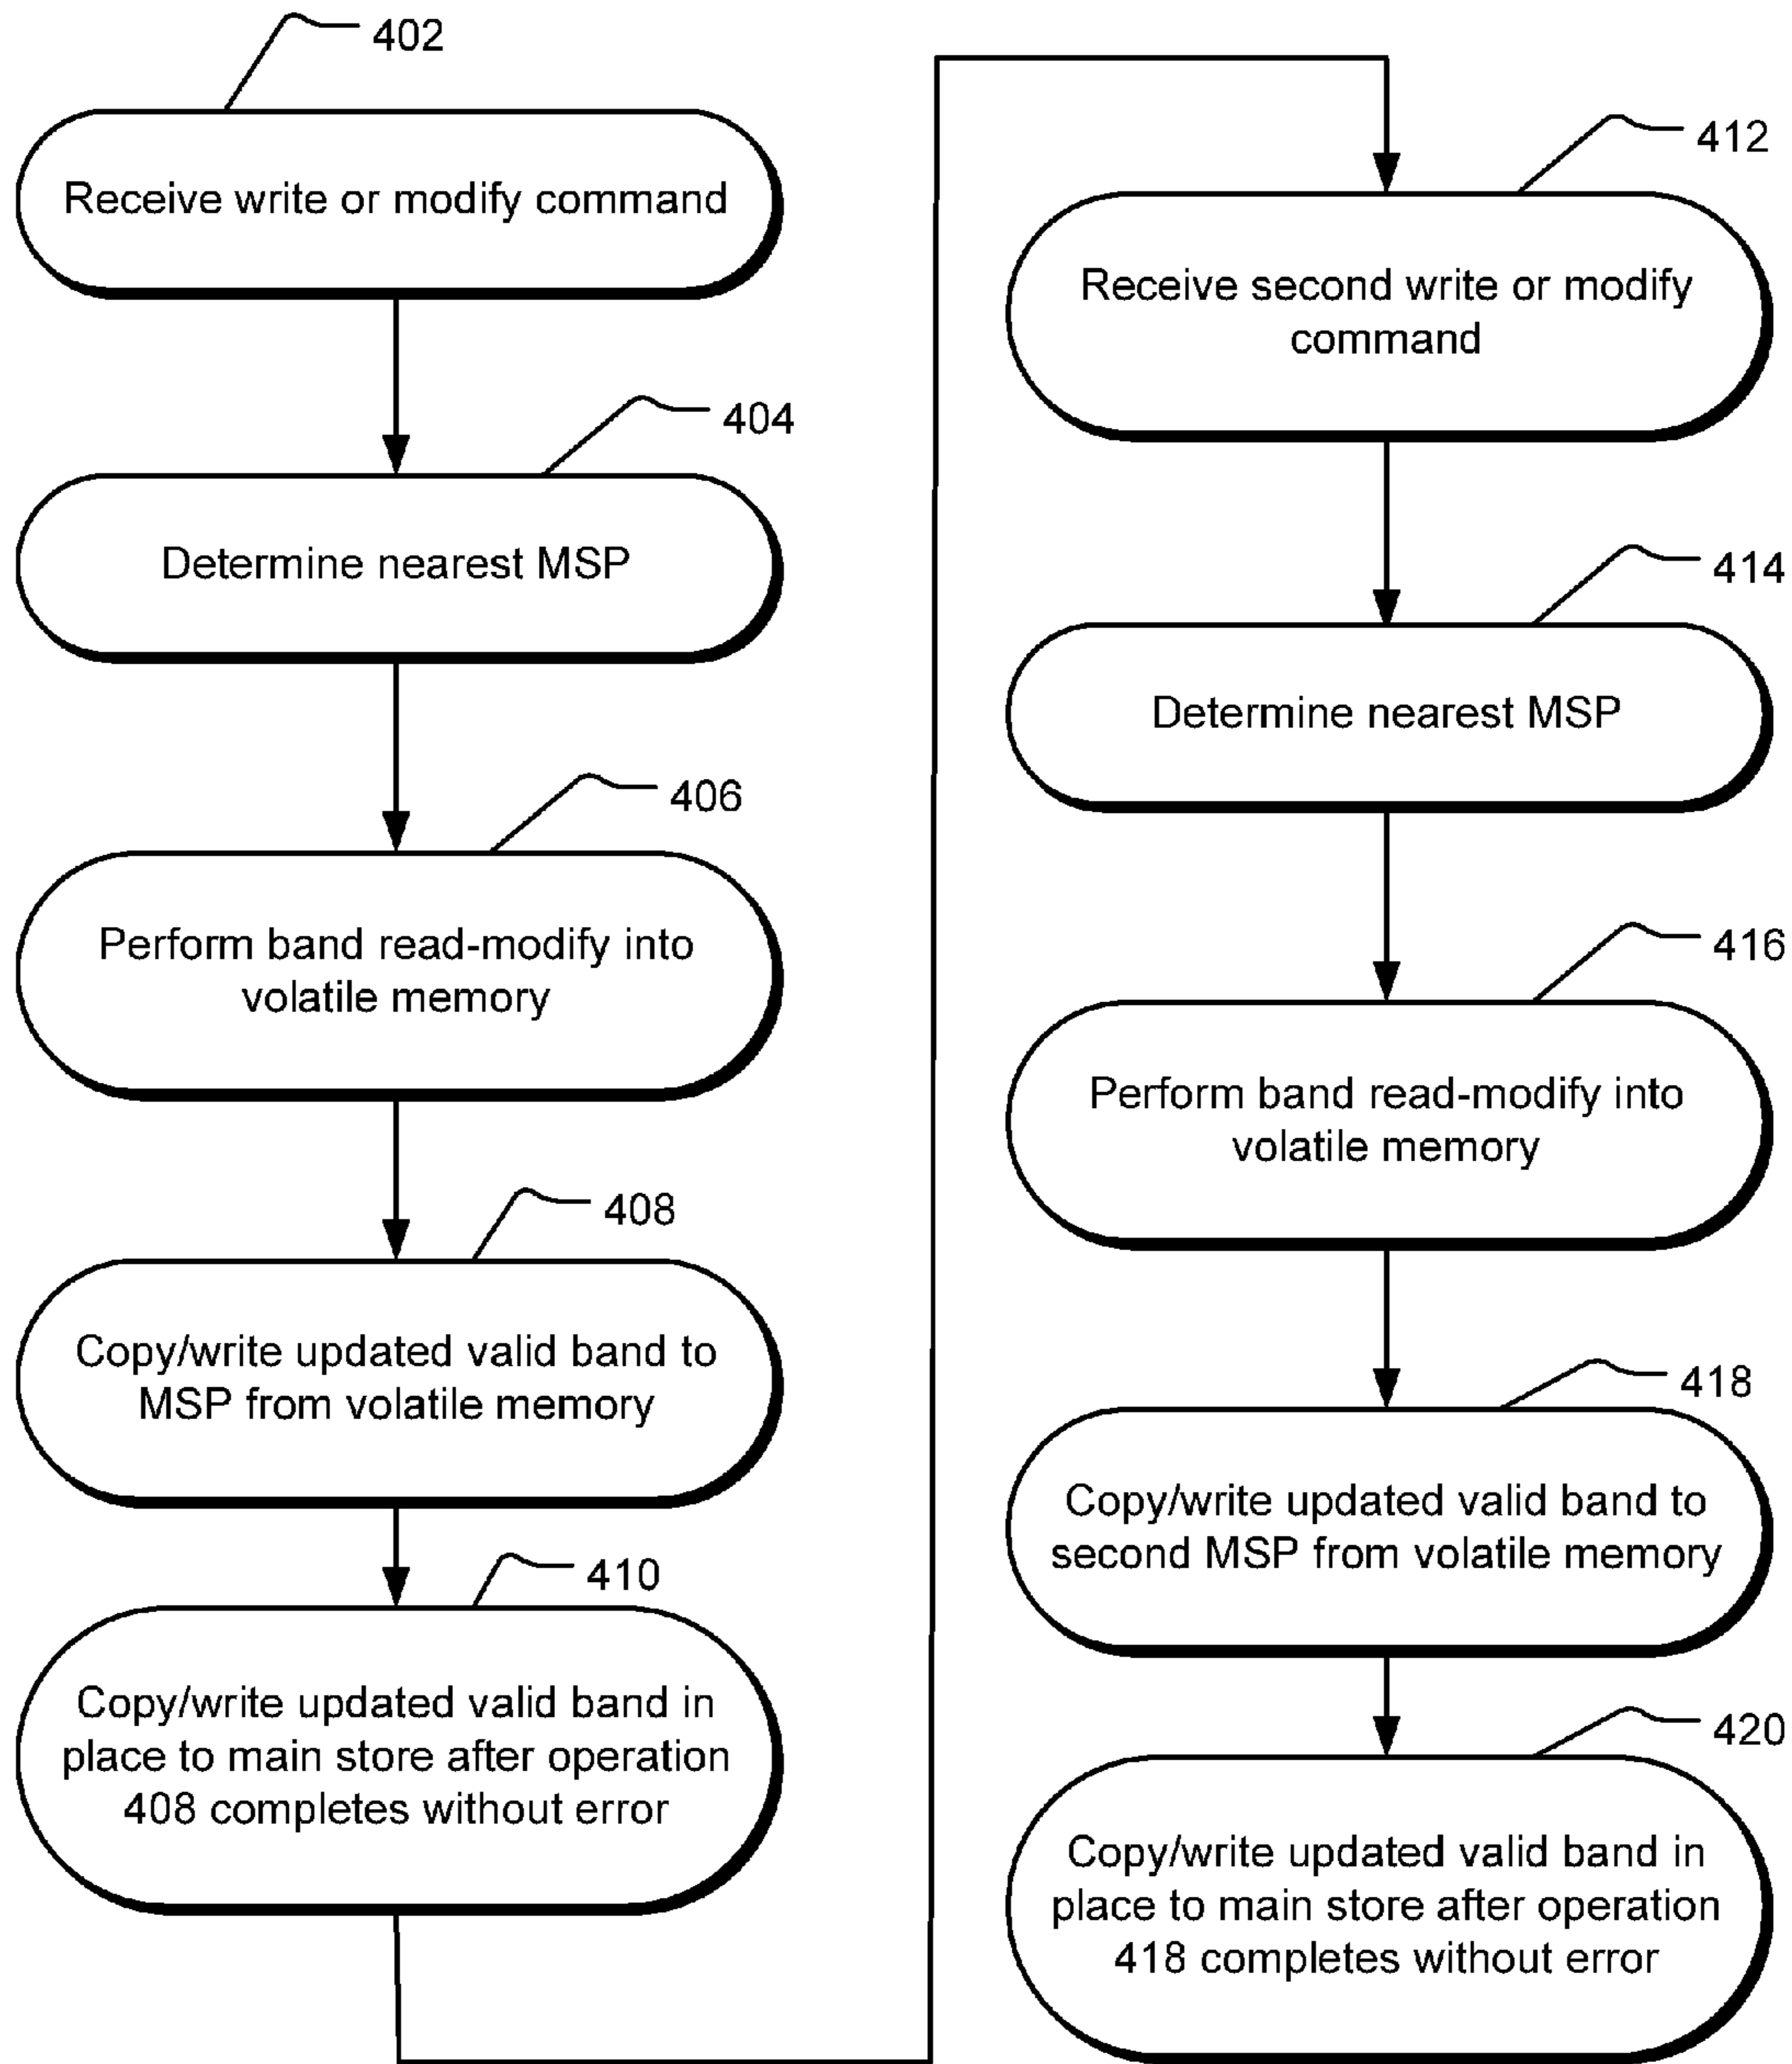 402
Receive write or modify command
404
Determine nearest MSP
406
Perform band read-modify into
volatile memory
408
Copy/write updated valid band to
MSP from volatile memory
410
Copy/write updated valid band in
place to main store after operation
408 completes without error
412
Receive second write or modify
command
414
Determine nearest MSP
416
Perform band read-modify into
volatile memory
418
Copy/write updated valid band to
second MSP from volatile memory
420
Copy/write updated valid band in
place to main store after operation
418 completes without error